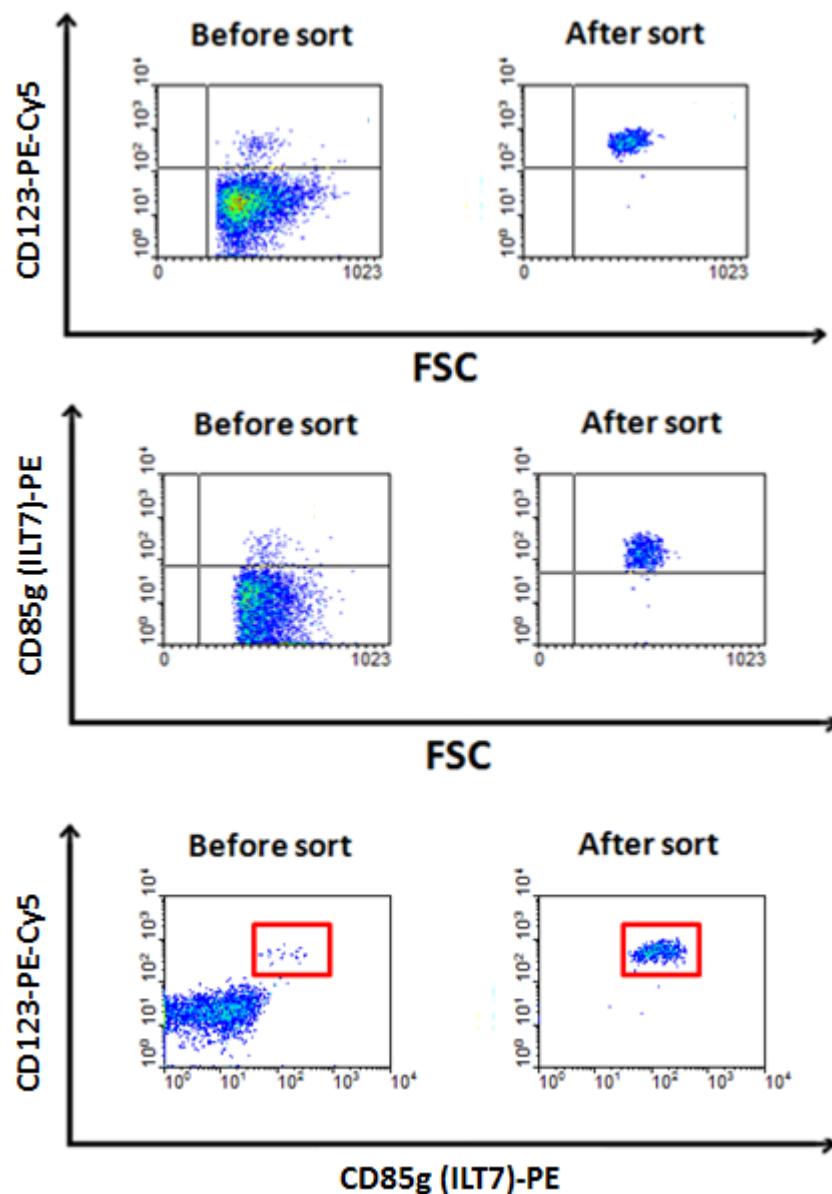 Before sort After sort
CD123-PE-Cy5
10⁴ 10⁴
10³ 10³
10² 10²
10¹ 10¹
10⁰ 10⁰
0 1023 0 1023
FSC
Before sort After sort
CD85g (ILT7)-PE
10⁴ 10⁴
10³ 10³
10² 10²
10¹ 10¹
10⁰ 10⁰
0 1023 0 1023
FSC
Before sort After sort
CD123-PE-Cy5
10⁴ 10⁴
10³ 10³
10² 10²
10¹ 10¹
10⁰ 10⁰
10⁰ 10¹ 10² 10³ 10⁴ 10⁰ 10¹ 10² 10³ 10⁴
CD85g (ILT7)-PE